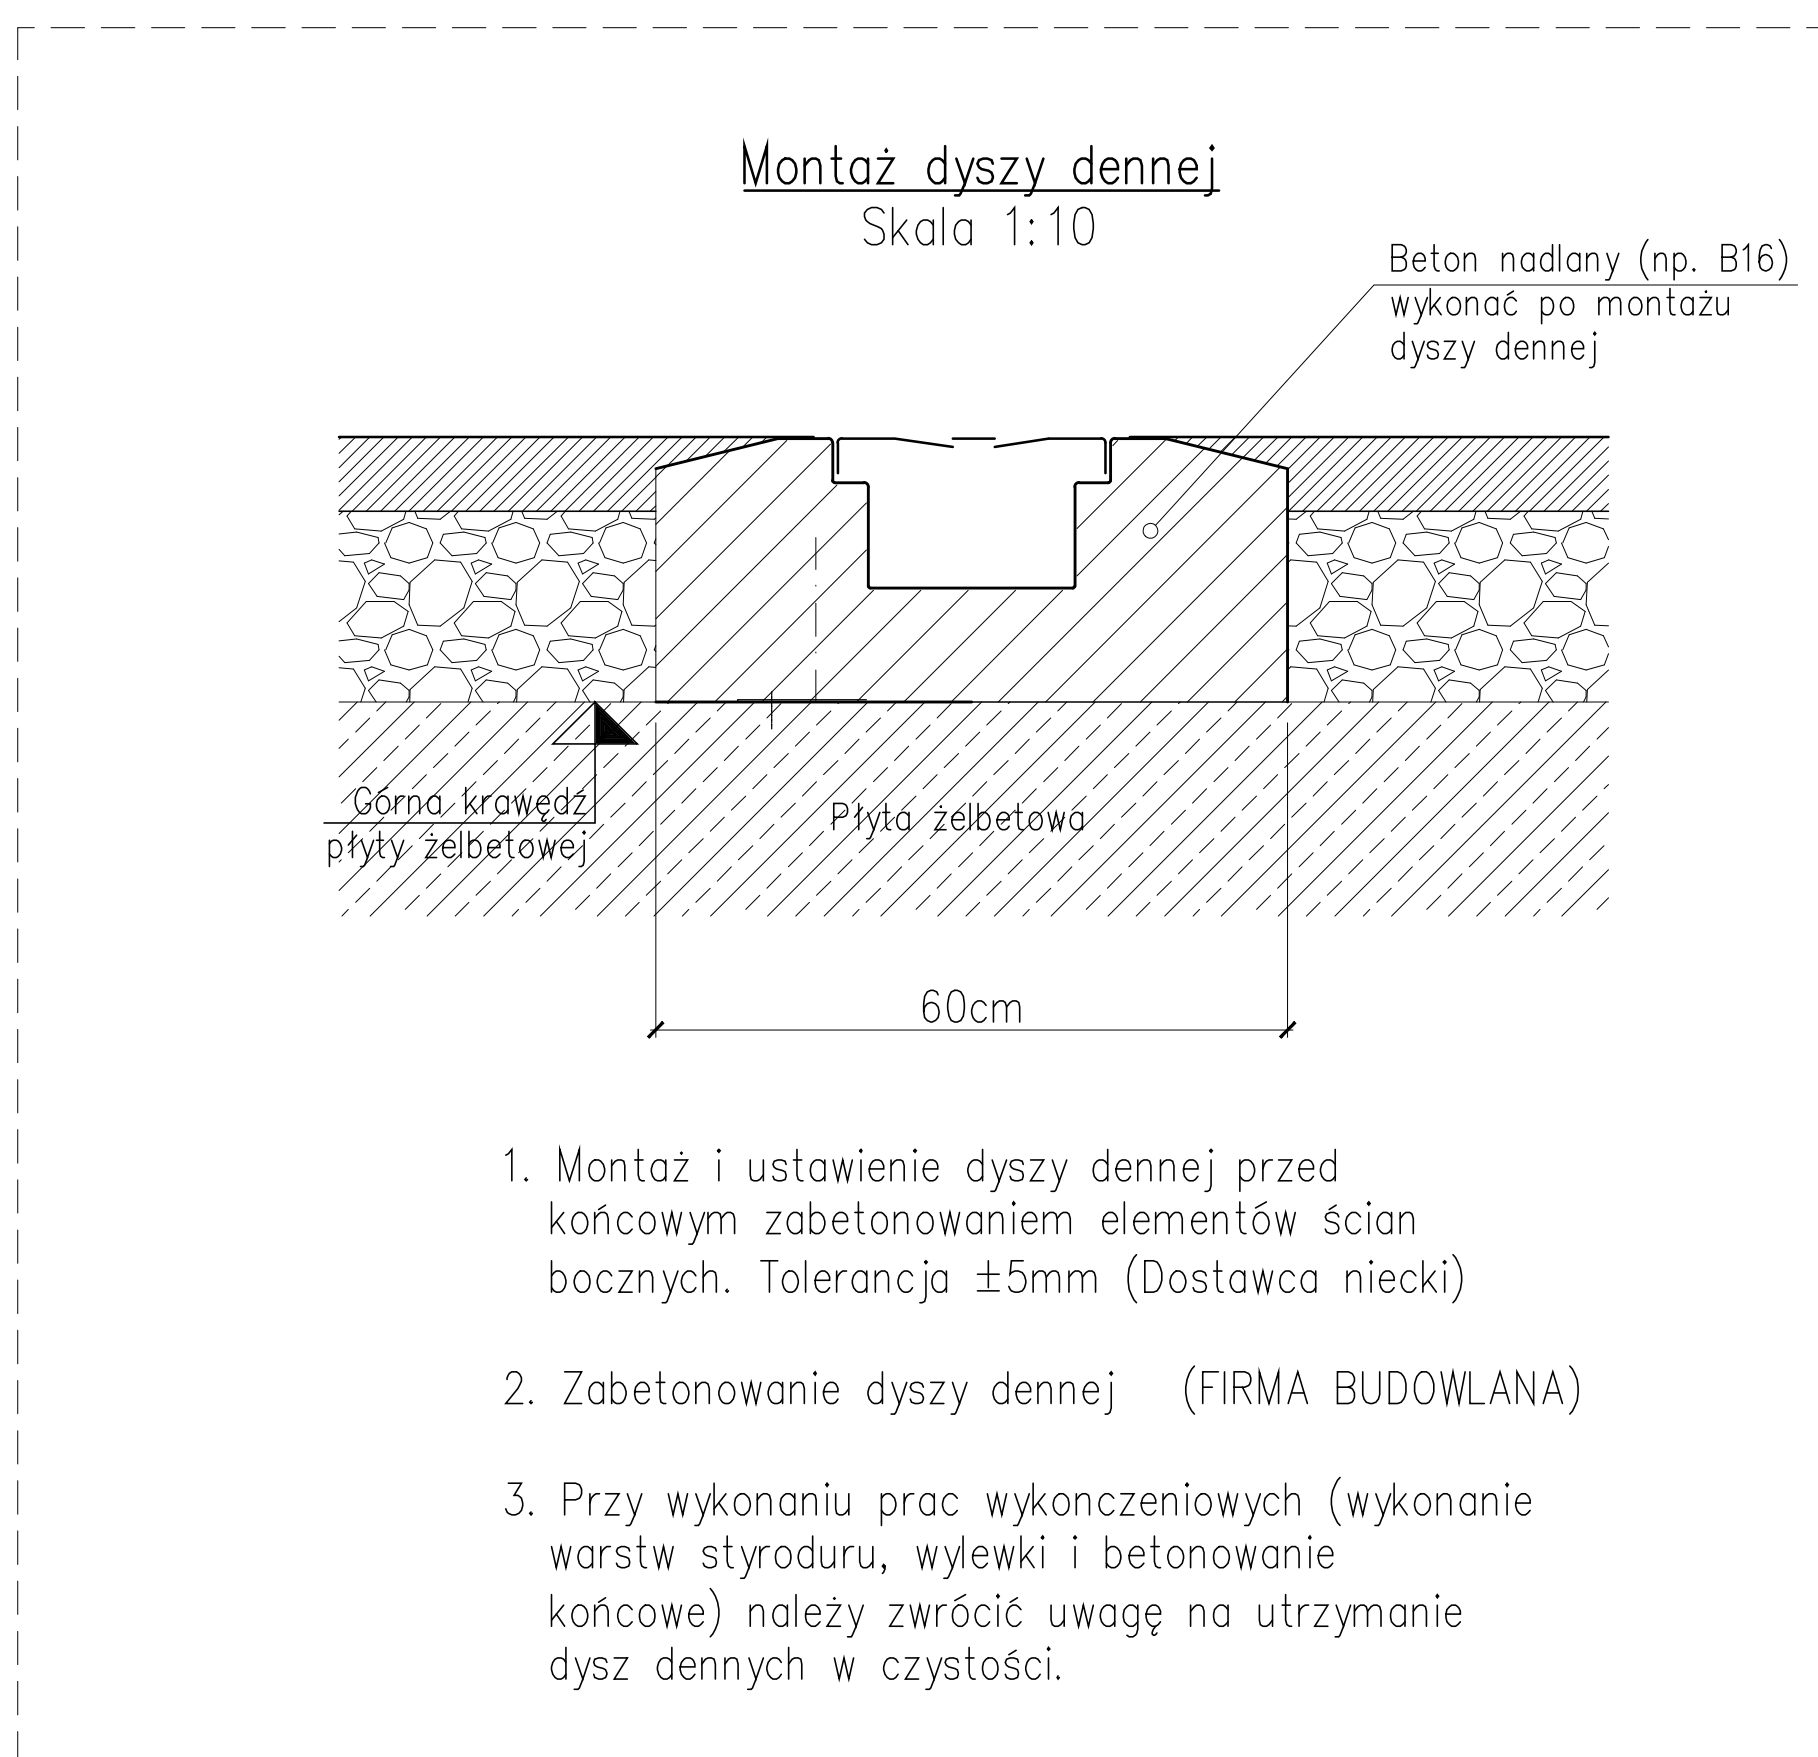 Montaż dyszy dennej
Skala 1:10
Beton nadlany (np. B16)
wykonać po montażu
dyszy dennej
Górna krawędź
płyty żelbetowej
Płyta żelbetowa
60cm
1. Montaż i ustawienie dyszy dennej przed
końcowym zabetonowaniem elementów ścian
bocznych. Tolerancja ±5mm (Dostawca niecki)
2. Zabetonowanie dyszy dennej (FIRMA BUDOWLANA)
3. Przy wykonaniu prac wykonczeniowych (wykonanie
warstw styroduru, wylewki i betonowanie
końcowe) należy zwrócić uwagę na utrzymanie
dysz dennych w czystości.